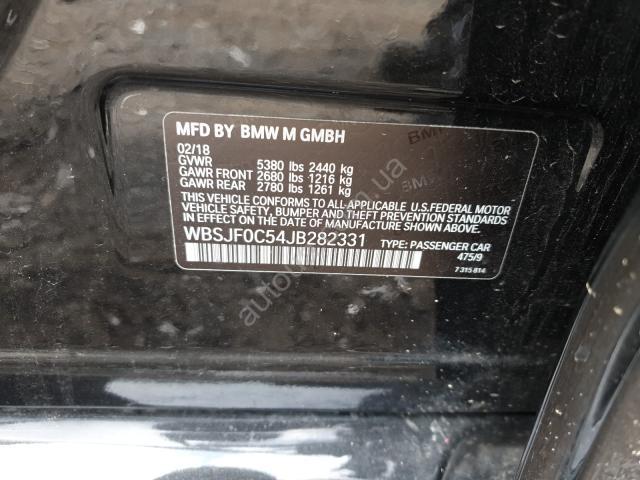 MFD BY BMW M GMBH
02/18
GVWR 5380 lbs 2440 kg
GAWR FRONT 2680 lbs 1216 kg
GAWR REAR 2780 lbs 1261 kg
THIS VEHICLE CONFORMS TO ALL APPLICABLE U.S.FEDERAL MOTOR
VEHICLE SAFETY, BUMPER AND THEFT PREVENTION STANDARDS
IN EFFECT ON THE DATE OF MANUFACTURE SHOWN ABOVE.
WBSJF0C54JB282331 TYPE: PASSENGER CAR
475/9
7 315 814